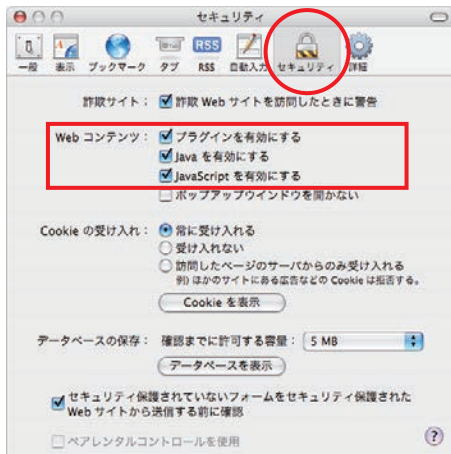 セキュリティ
一般 表示 ブックマーク タブ RSS 自動入力 セキュリティ 詳細
RSS
詐欺サイト： 詐欺 Web サイトを訪問したときに警告
Web コンテンツ： プラグインを有効にする
Java を有効にする
JavaScript を有効にする
ポップアップウインドウを開かない
Cookie の受け入れ： 常に受け入れる
受け入れない
訪問したページのサーバからのみ受け入れる
例) ほかのサイトにある広告などの Cookie は拒否する。
Cookie を表示
データベースの保存： 確認までに許可する容量： 5 MB
データベースを表示
セキュリティ保護されていないフォームをセキュリティ保護された
Web サイトから送信する前に確認
ペアレンタルコントロールを使用
?